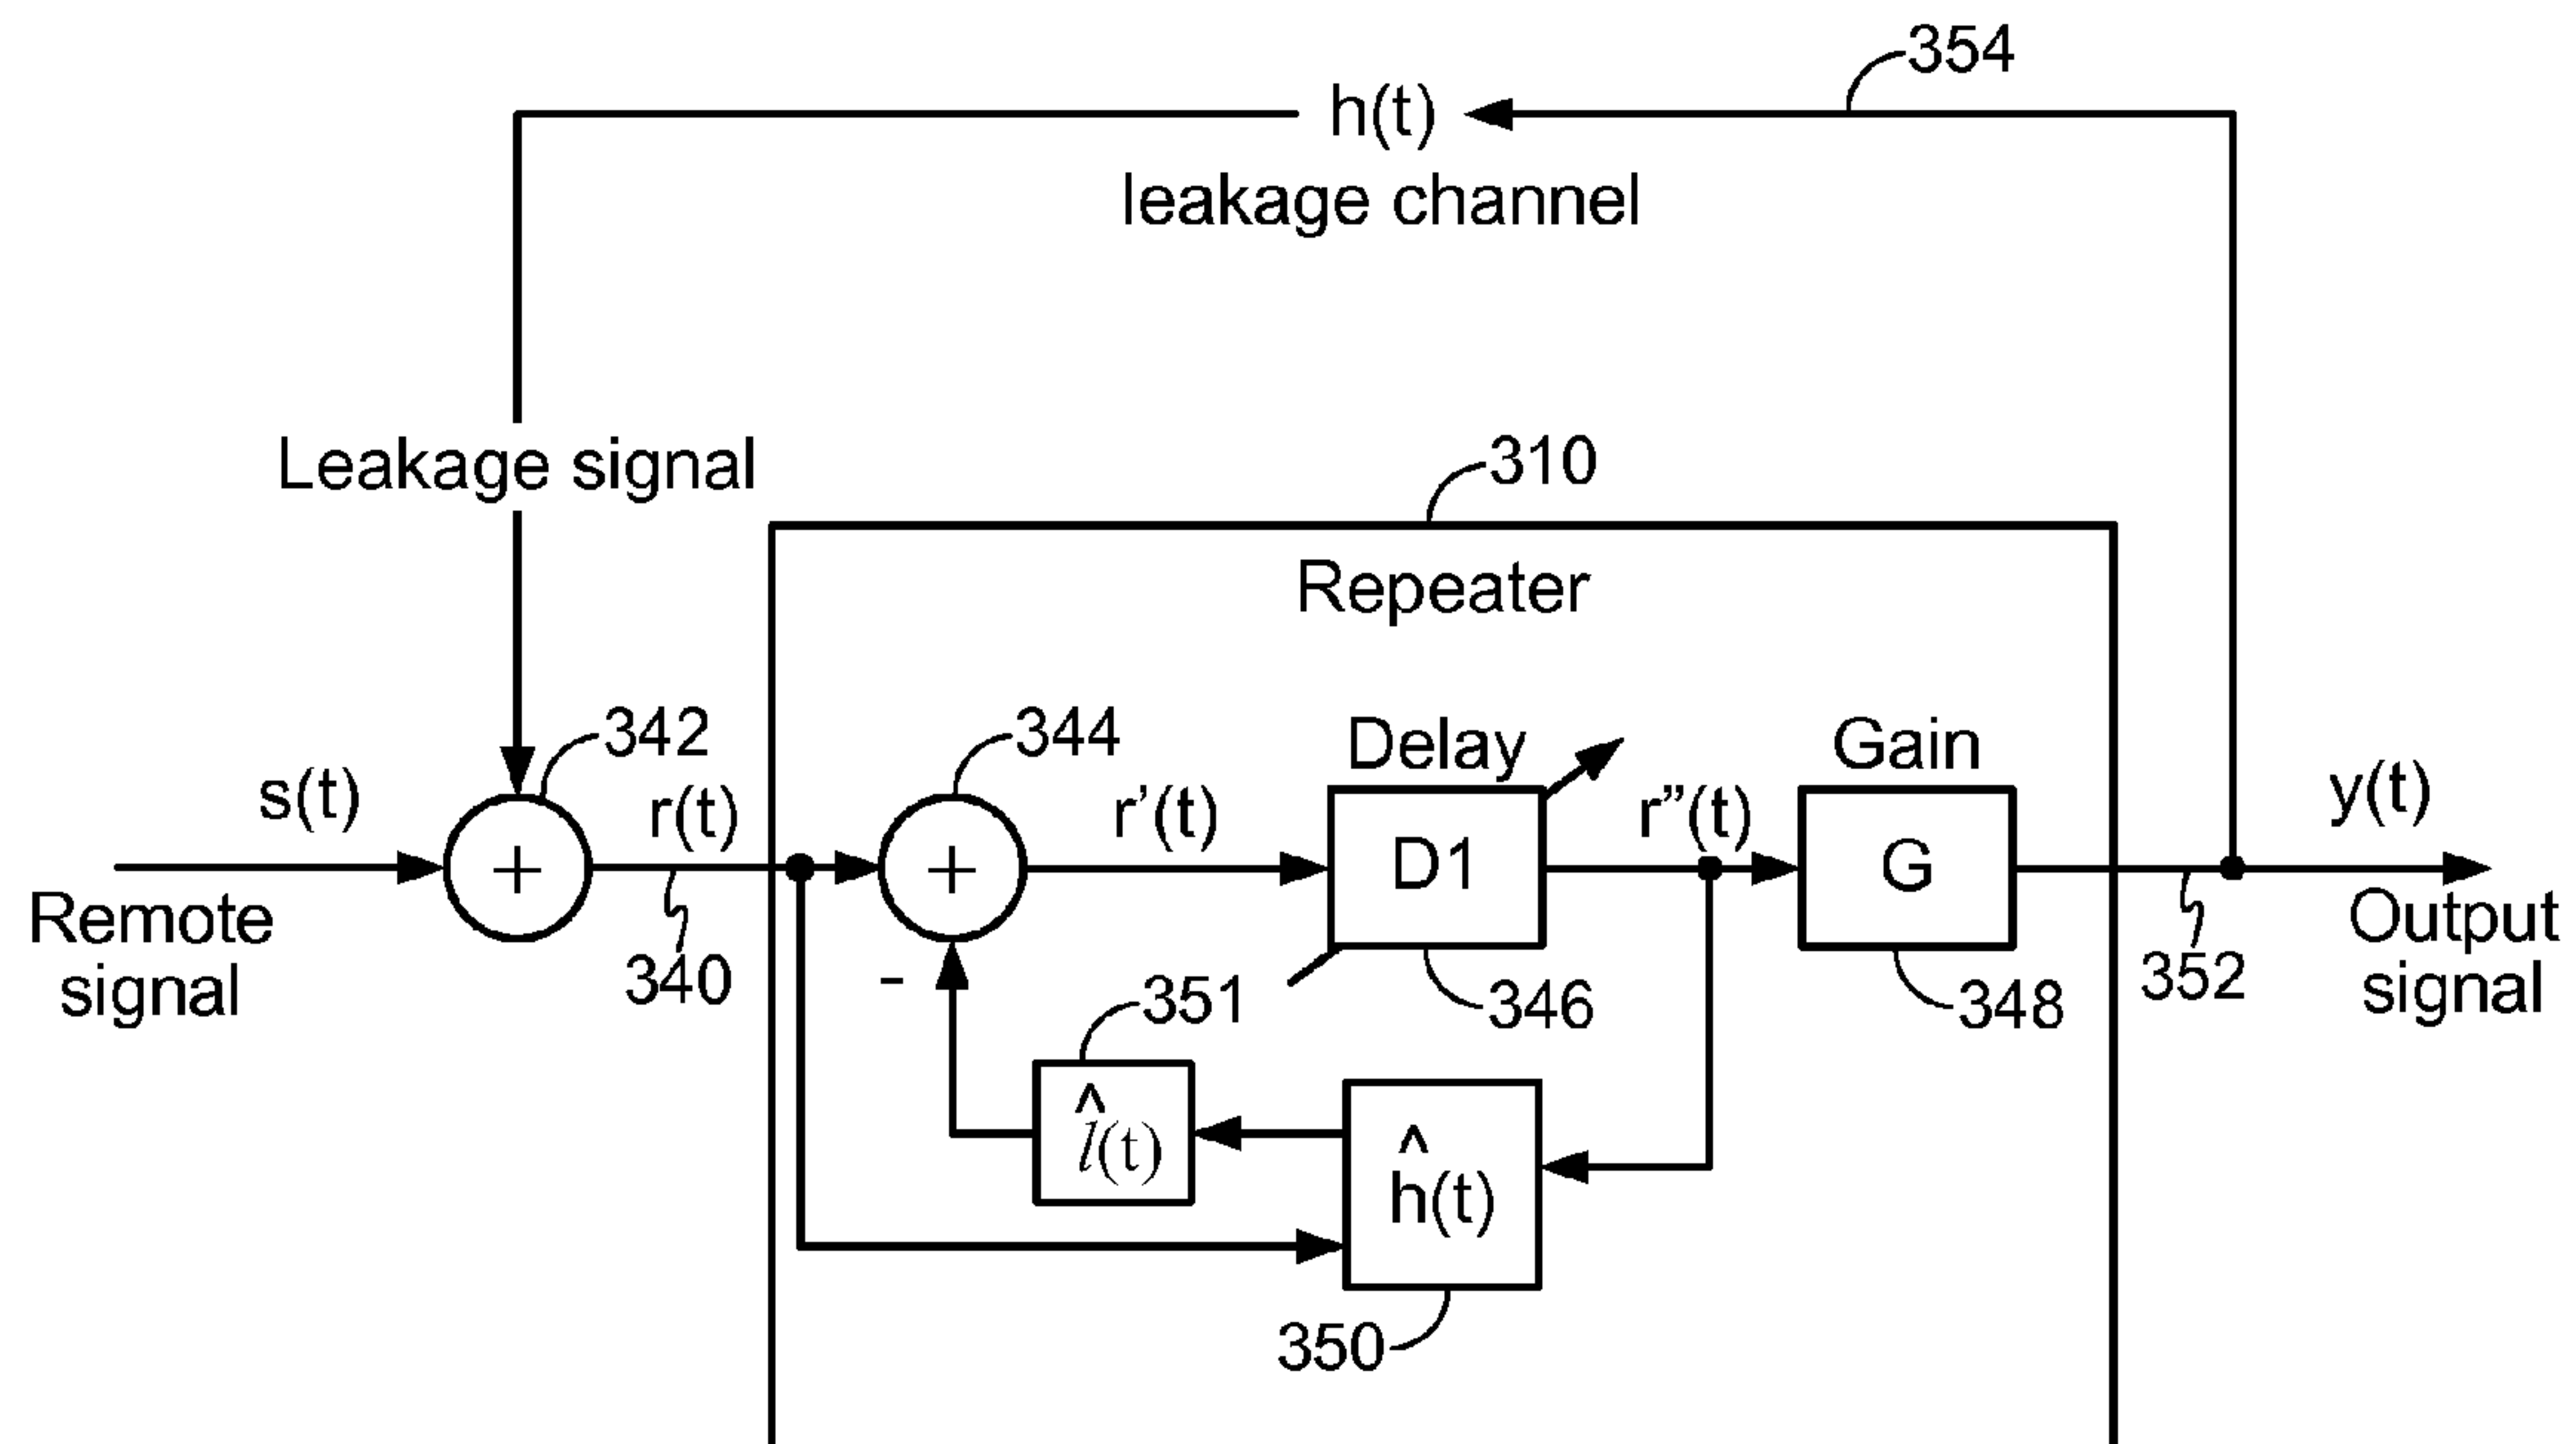 354
h(t)
leakage channel
Leakage signal
310
Repeater
342
344
Delay
Gain
s(t)
r(t)
r’(t)
r”(t)
y(t)
+
+
D1
G
Remote
signal
340
-
351
346
348
352
Output
signal
l̂(t)
ĥ(t)
350